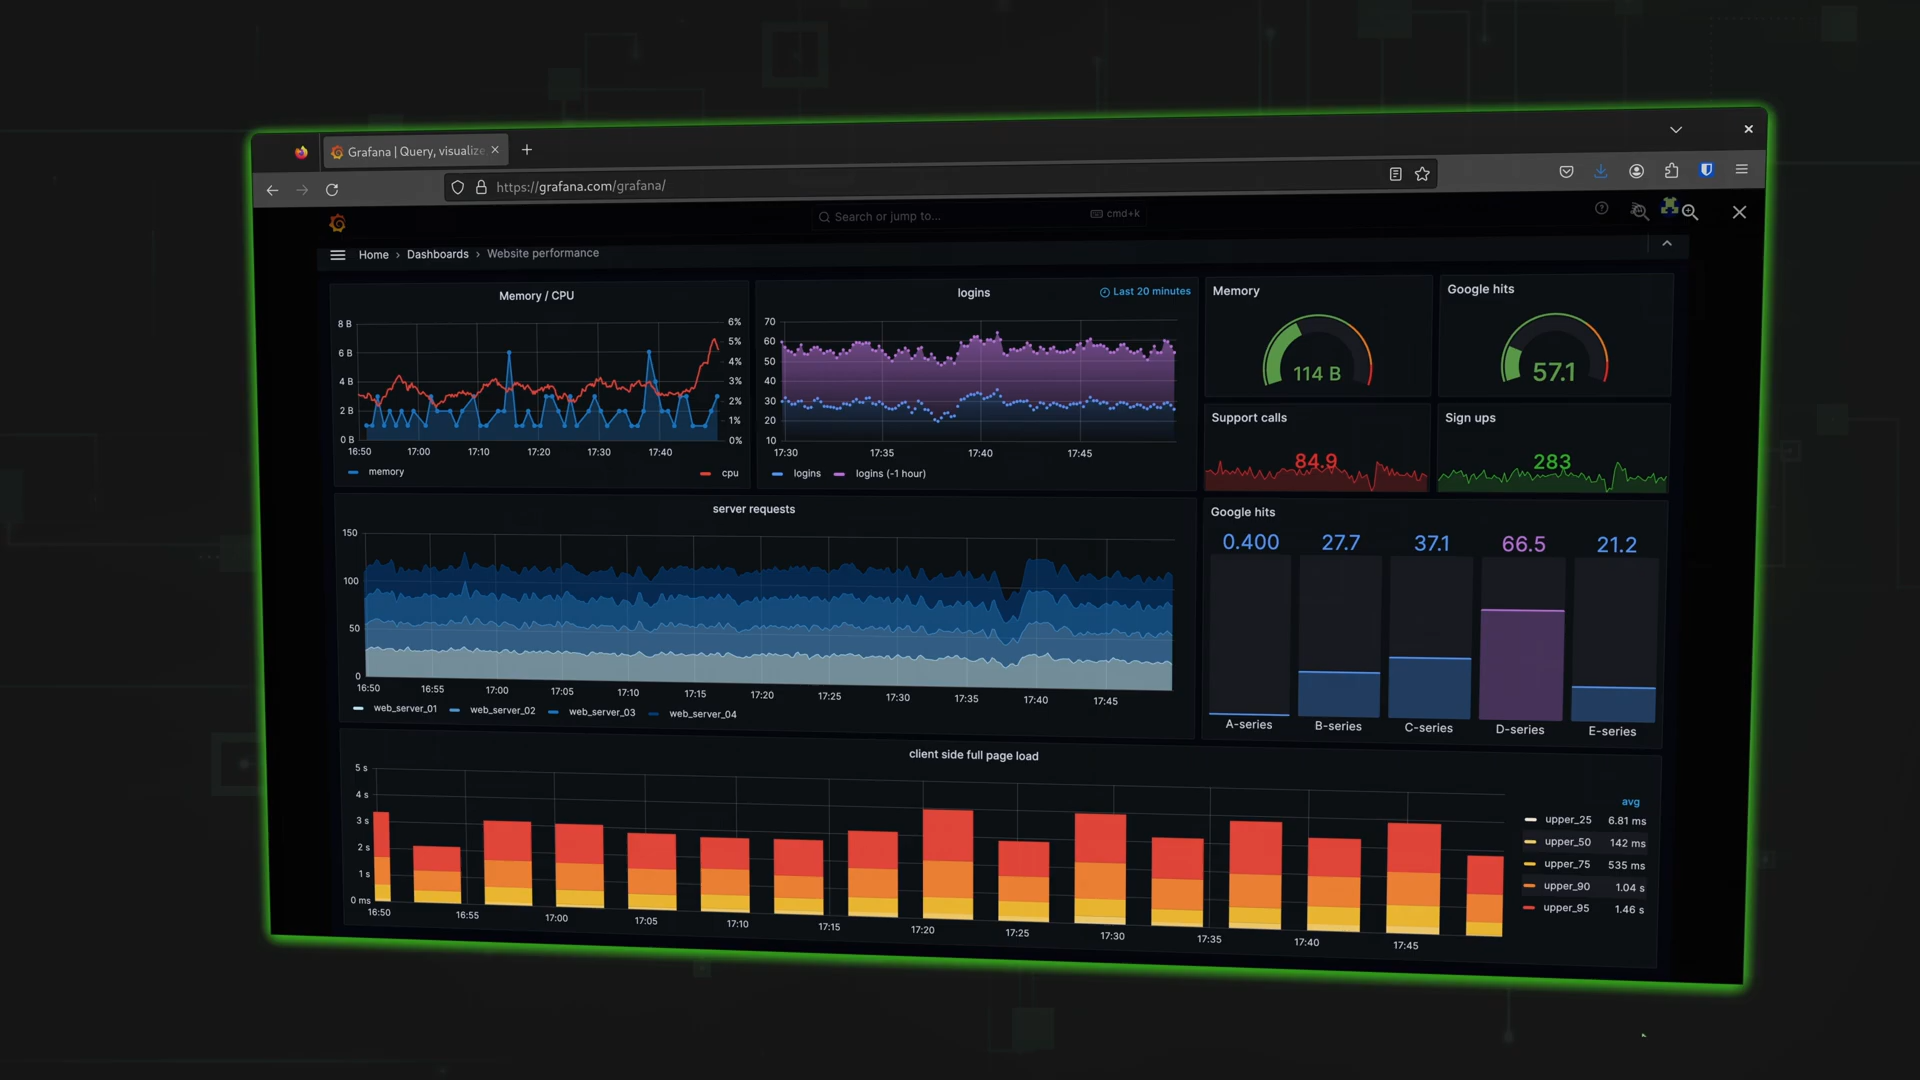 Grafana | Query, visualize
https://grafana.com/grafana/
Search or jump to...
cmd+k
Home › Dashboards › Website performance
Memory / CPU
8 B
6 B
4 B
2 B
0 B
6%
5%
4%
3%
2%
1%
0%
16:50 17:00 17:10 17:20 17:30 17:40
memory
cpu
logins
Last 20 minutes
70
60
50
40
30
20
10
17:30 17:35 17:40 17:45
logins logins (-1 hour)
Memory
114 B
Google hits
57.1
Support calls
84.9
Sign ups
283
server requests
150
100
50
0
16:50 16:55 17:00 17:05 17:10 17:15 17:20 17:25 17:30 17:35 17:40 17:45
web_server_01 web_server_02 web_server_03 web_server_04
Google hits
0.400 27.7 37.1 66.5 21.2
A-series B-series C-series D-series E-series
client side full page load
5 s
4 s
3 s
2 s
1 s
0 ms
16:50 16:55 17:00 17:05 17:10 17:15 17:20 17:25 17:30 17:35 17:40 17:45
avg
upper_25 6.81 ms
upper_50 142 ms
upper_75 535 ms
upper_90 1.04 s
upper_95 1.46 s